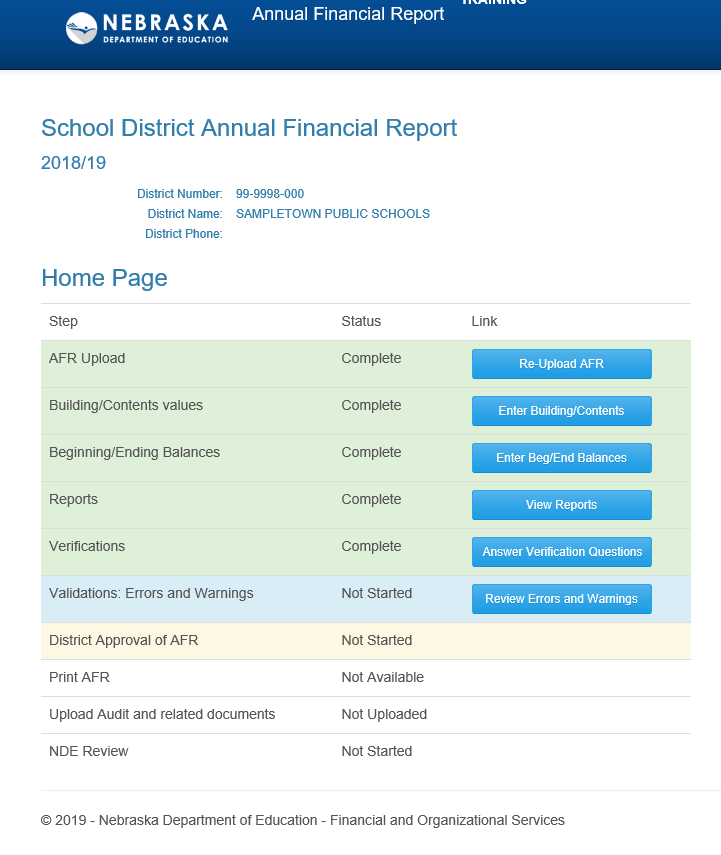 TRAINING
NEBRASKA
DEPARTMENT OF EDUCATION
Annual Financial Report
School District Annual Financial Report
2018/19
District Number: 99-9998-000
District Name: SAMPLETOWN PUBLIC SCHOOLS
District Phone:
Home Page
Step Status Link
AFR Upload Complete Re-Upload AFR
Building/Contents values Complete Enter Building/Contents
Beginning/Ending Balances Complete Enter Beg/End Balances
Reports Complete View Reports
Verifications Complete Answer Verification Questions
Validations: Errors and Warnings Not Started Review Errors and Warnings
District Approval of AFR Not Started
Print AFR Not Available
Upload Audit and related documents Not Uploaded
NDE Review Not Started
© 2019 - Nebraska Department of Education - Financial and Organizational Services